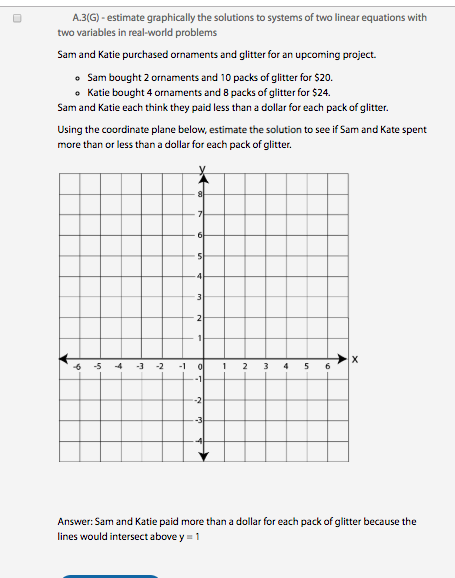 A.3(G) - estimate graphically the solutions to systems of two linear equations with
two variables in real-world problems
Sam and Katie purchased ornaments and glitter for an upcoming project.
Sam bought 2 ornaments and 10 packs of glitter for $20.
Katie bought 4 ornaments and 8 packs of glitter for $24.
Sam and Katie each think they paid less than a dollar for each pack of glitter.
Using the coordinate plane below, estimate the solution to see if Sam and Kate spent
more than or less than a dollar for each pack of glitter.
y
8
7
6
5
4
3
2
1
x
-6 -5 -4 -3 -2 -1 0 1 2 3 4 5 6
-1
-2
-3
-4
Answer: Sam and Katie paid more than a dollar for each pack of glitter because the
lines would intersect above y = 1